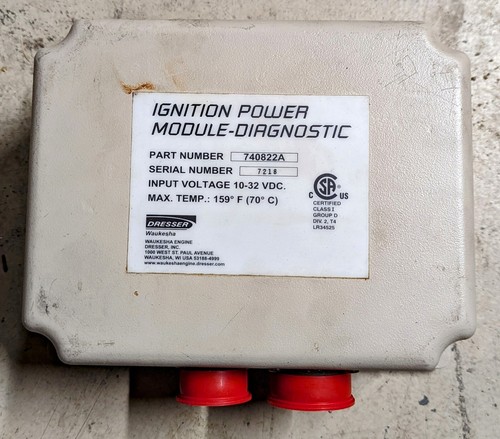 IGNITION POWER
MODULE-DIAGNOSTIC
PART NUMBER 740822A
SERIAL NUMBER 7218
INPUT VOLTAGE 10-32 VDC.
MAX. TEMP.: 159° F (70° C)
DRESSER
Waukesha
WAUKESHA ENGINE
DRESSER, INC.
1000 WEST ST. PAUL AVENUE
WAUKESHA, WI USA 53188-4999
www.waukeshaengine.dresser.com
C SA US
CERTIFIED
CLASS I
GROUP D
DIV. 2, T4
LR34525